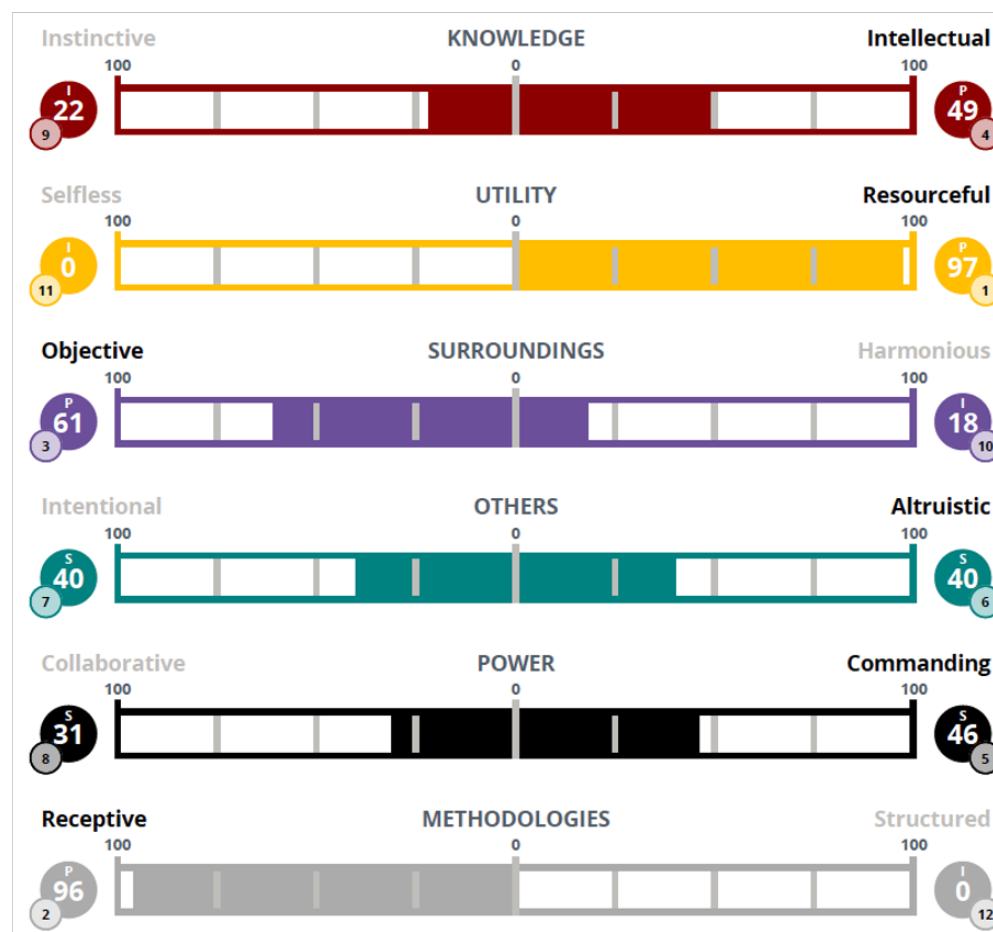 Instinctive KNOWLEDGE Intellectual
100 0 100
I 22 9 P 49 4
Selfless UTILITY Resourceful
100 0 100
I 0 11 P 97 1
Objective SURROUNDINGS Harmonious
100 0 100
P 61 3 I 18 10
Intentional OTHERS Altruistic
100 0 100
S 40 7 S 40 6
Collaborative POWER Commanding
100 0 100
S 31 8 S 46 5
Receptive METHODOLOGIES Structured
100 0 100
P 96 2 I 0 12